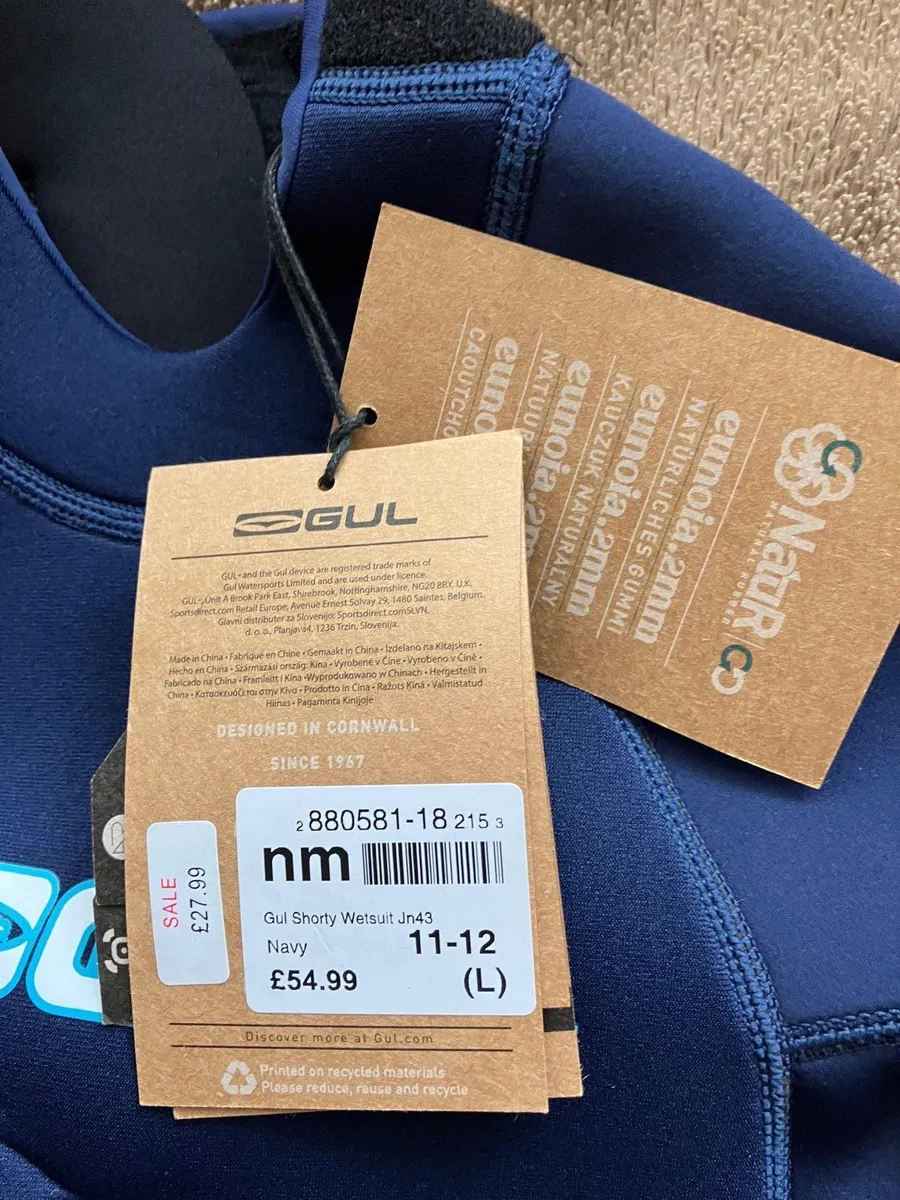 GUL
GUL® and the Gul device are registered trade marks of
Gul Watersports Limited and are used under licence.
GUL®, Unit A Brook Park East, Shirebrook, Nottinghamshire, NG20 8RY, U.K.
Sportsdirect.com Retail Europe, Avenue Ernest Solvay 29, 1480 Saintes, Belgium.
Glavni distributer za Slovenijo: Sportsdirect.comSLVN,
d. o. o., Planjava4, 1236 Trzin, Slovenija.
Made in China • Fabriqué en Chine • Gemaakt in China • Izdelano na Kitajskem •
Hecho en China • Származási ország: Kína • Vyrobené v Číne • Vyrobeno v Číně •
Fabricado na China • Framleitt í Kína • Wyprodukowano w Chinach • Hergestellt in
China • Κατασκευάζεται στην Κίνα • Prodotto in Cina • Ražots Ķīnā • Valmistatud
Hiinas • Pagaminta Kinijoje
DESIGNED IN CORNWALL
SINCE 1967
SALE
£27.99
2 880581-18 215 3
nm
Gul Shorty Wetsuit Jn43
Navy 11-12
£54.99 (L)
Discover more at Gul.com
Printed on recycled materials
Please reduce, reuse and recycle
NatuR
NATURAL RUBBER
eunoia.2mm
NATÜRLICHES GUMMI
eunoia.2mm
KAUCZUK NATURALNY
eunoia.2mm
eunoia